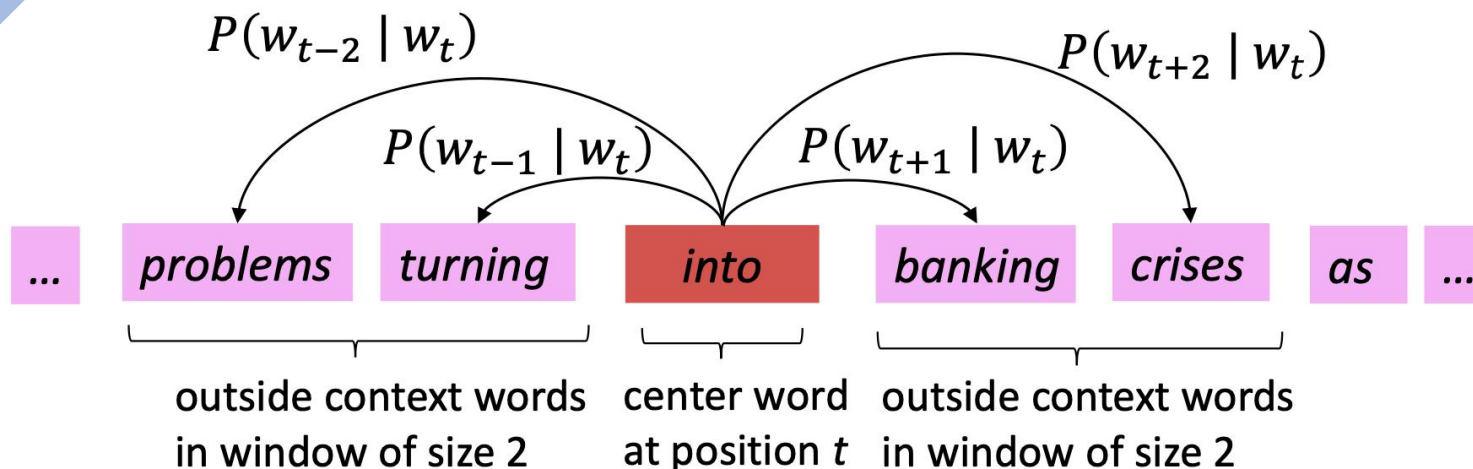 P(w_{t−2} | w_t)
P(w_{t+2} | w_t)
P(w_{t−1} | w_t)
P(w_{t+1} | w_t)
... problems turning into banking crises as ...
outside context words
in window of size 2
center word
at position t
outside context words
in window of size 2